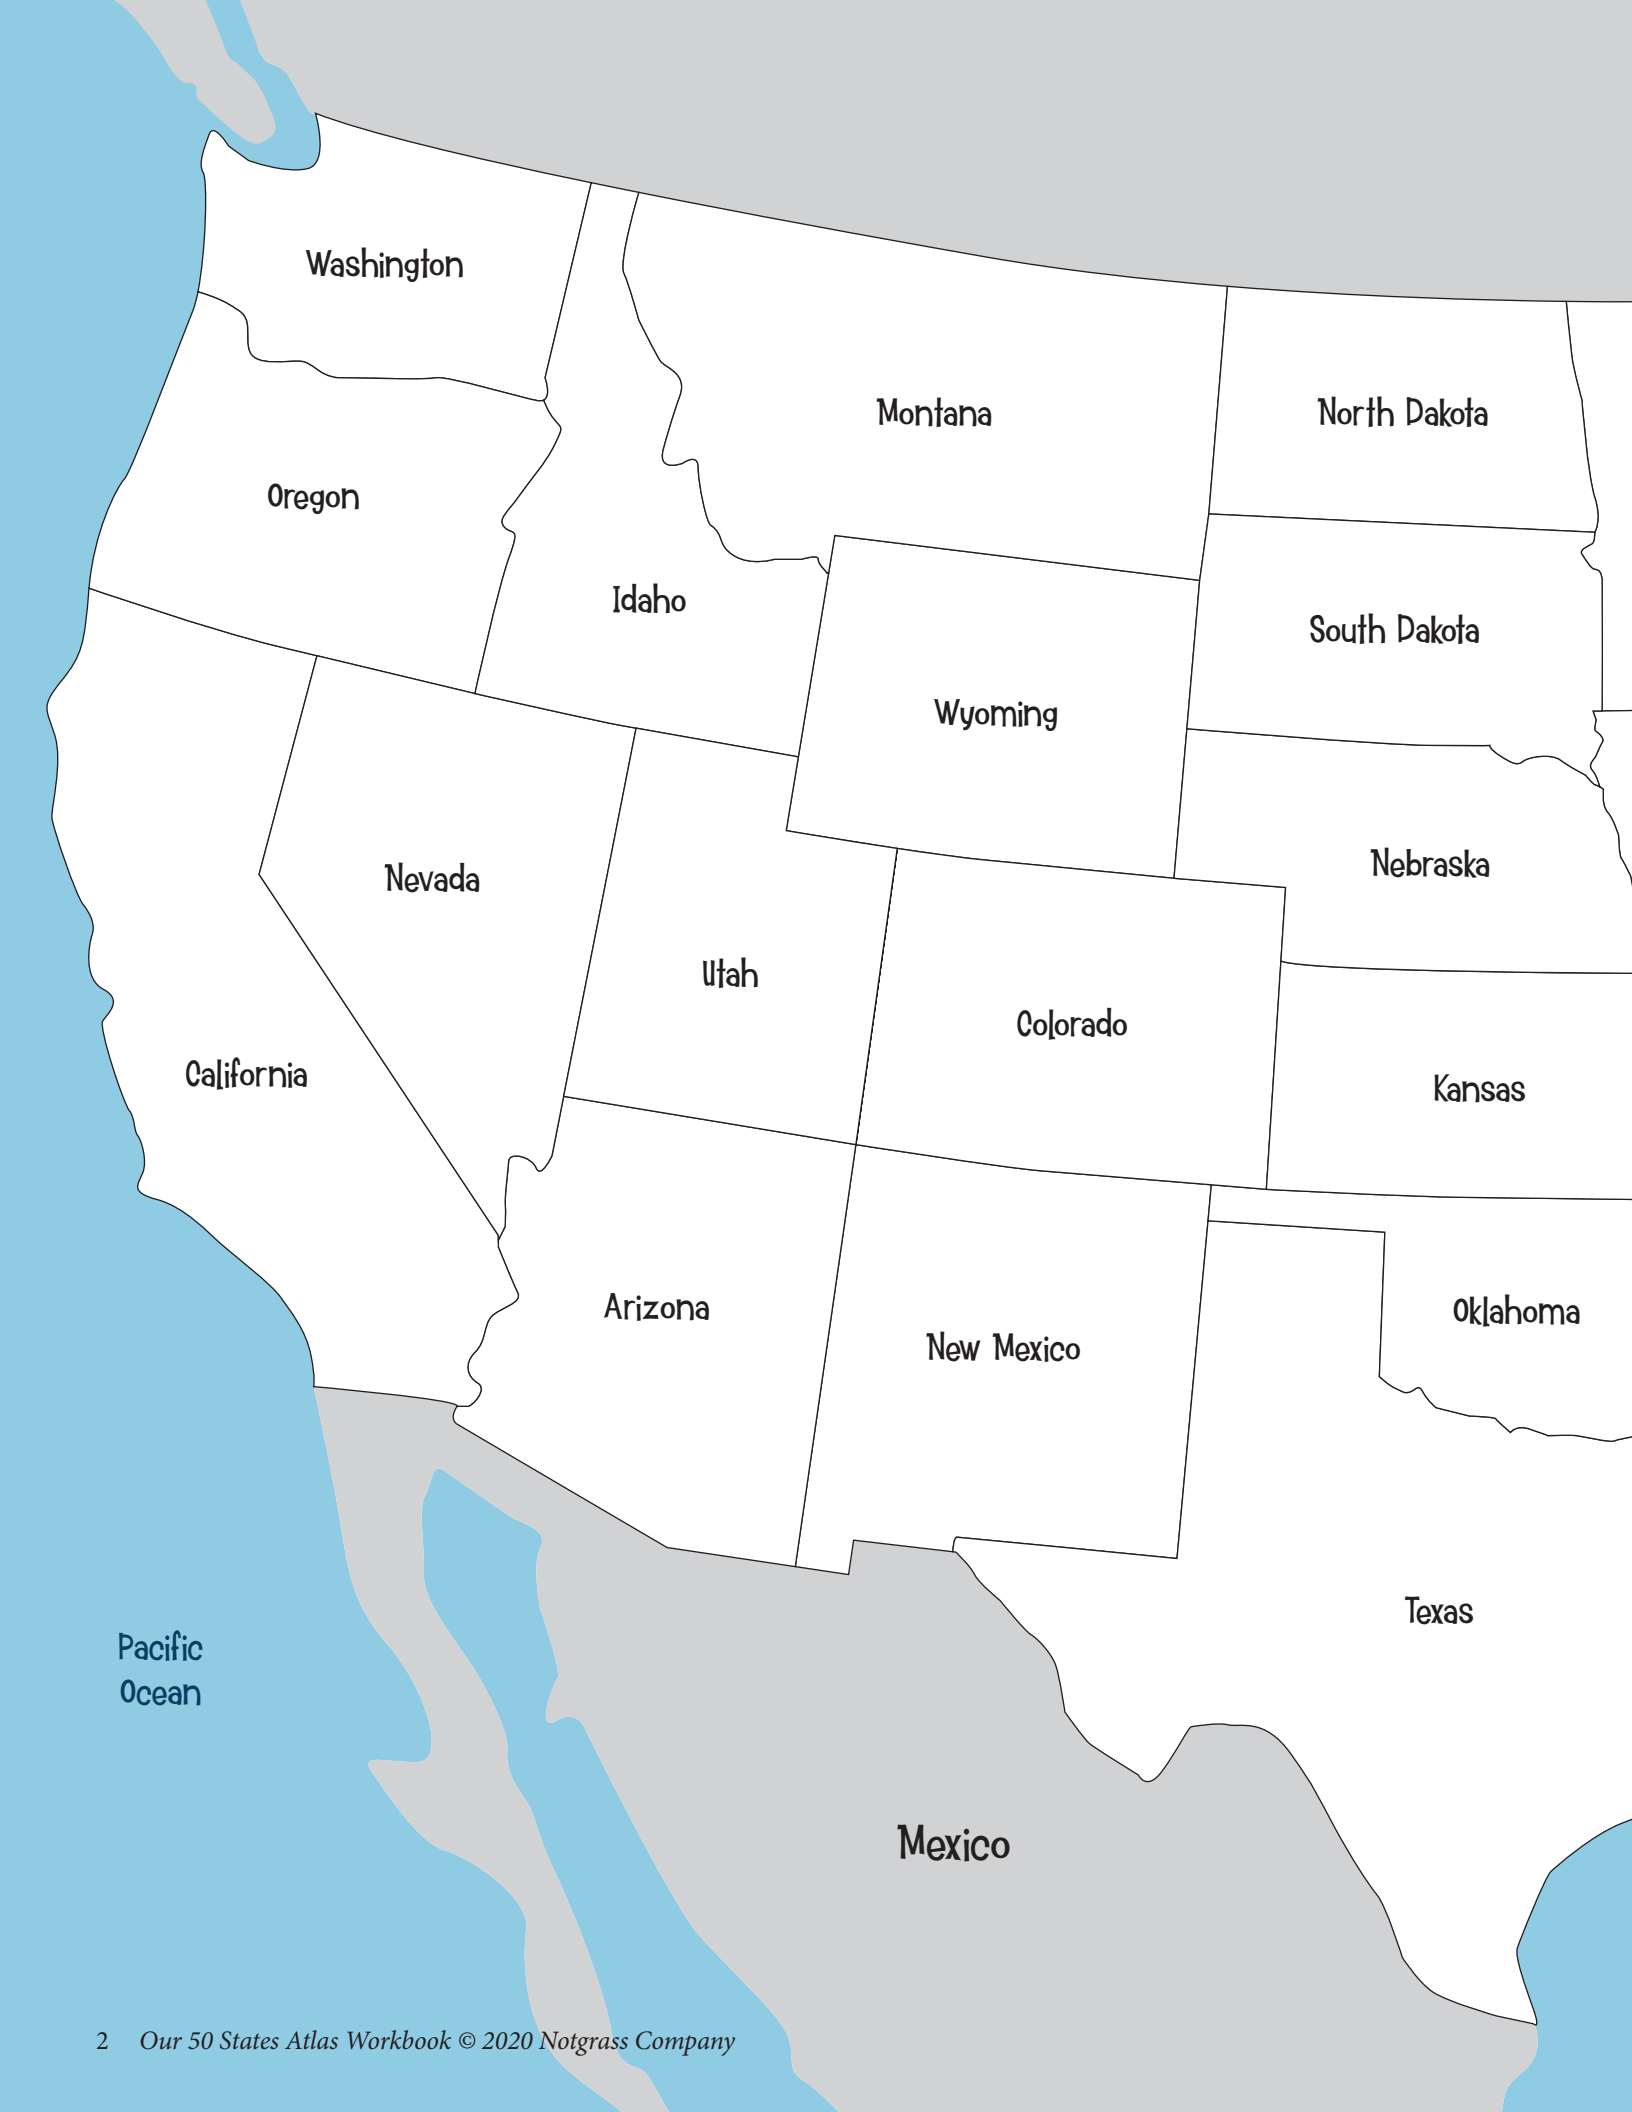 Washington
Montana
North Dakota
Oregon
Idaho
South Dakota
Wyoming
Nebraska
Nevada
Utah
Colorado
California
Kansas
Arizona
Oklahoma
New Mexico
Texas
Pacific
Ocean
Mexico
2 Our 50 States Atlas Workbook © 2020 Notgrass Company